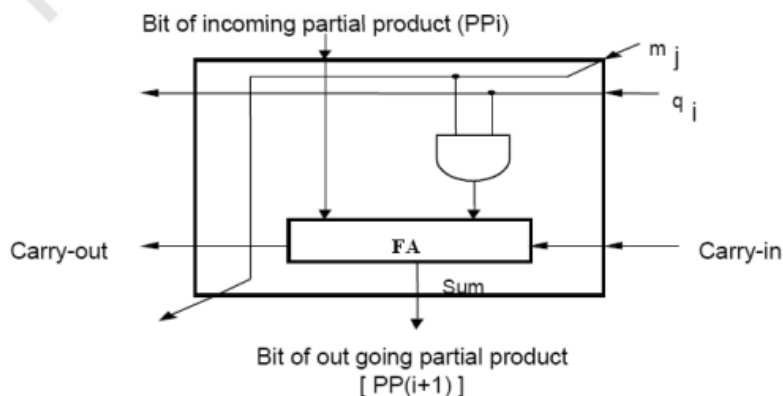 Bit of incoming partial product (PPi)
m j
q i
Carry-out
FA
Carry-in
Sum
Bit of out going partial product
[ PP(i+1) ]